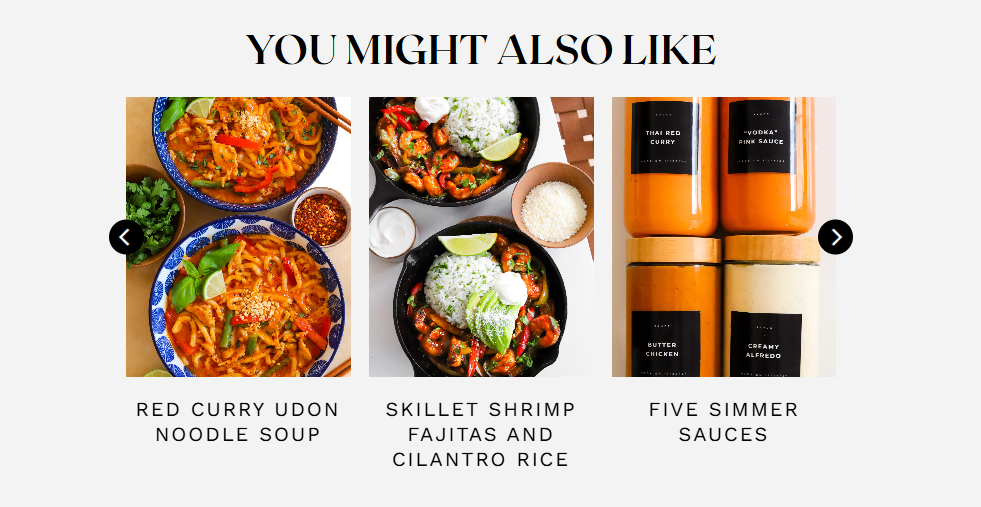 YOU MIGHT ALSO LIKE
THAI RED
CURRY
"VODKA"
PINK SAUCE
BUTTER
CHICKEN
CREAMY
ALFREDO
RED CURRY UDON
NOODLE SOUP
SKILLET SHRIMP
FAJITAS AND
CILANTRO RICE
FIVE SIMMER
SAUCES